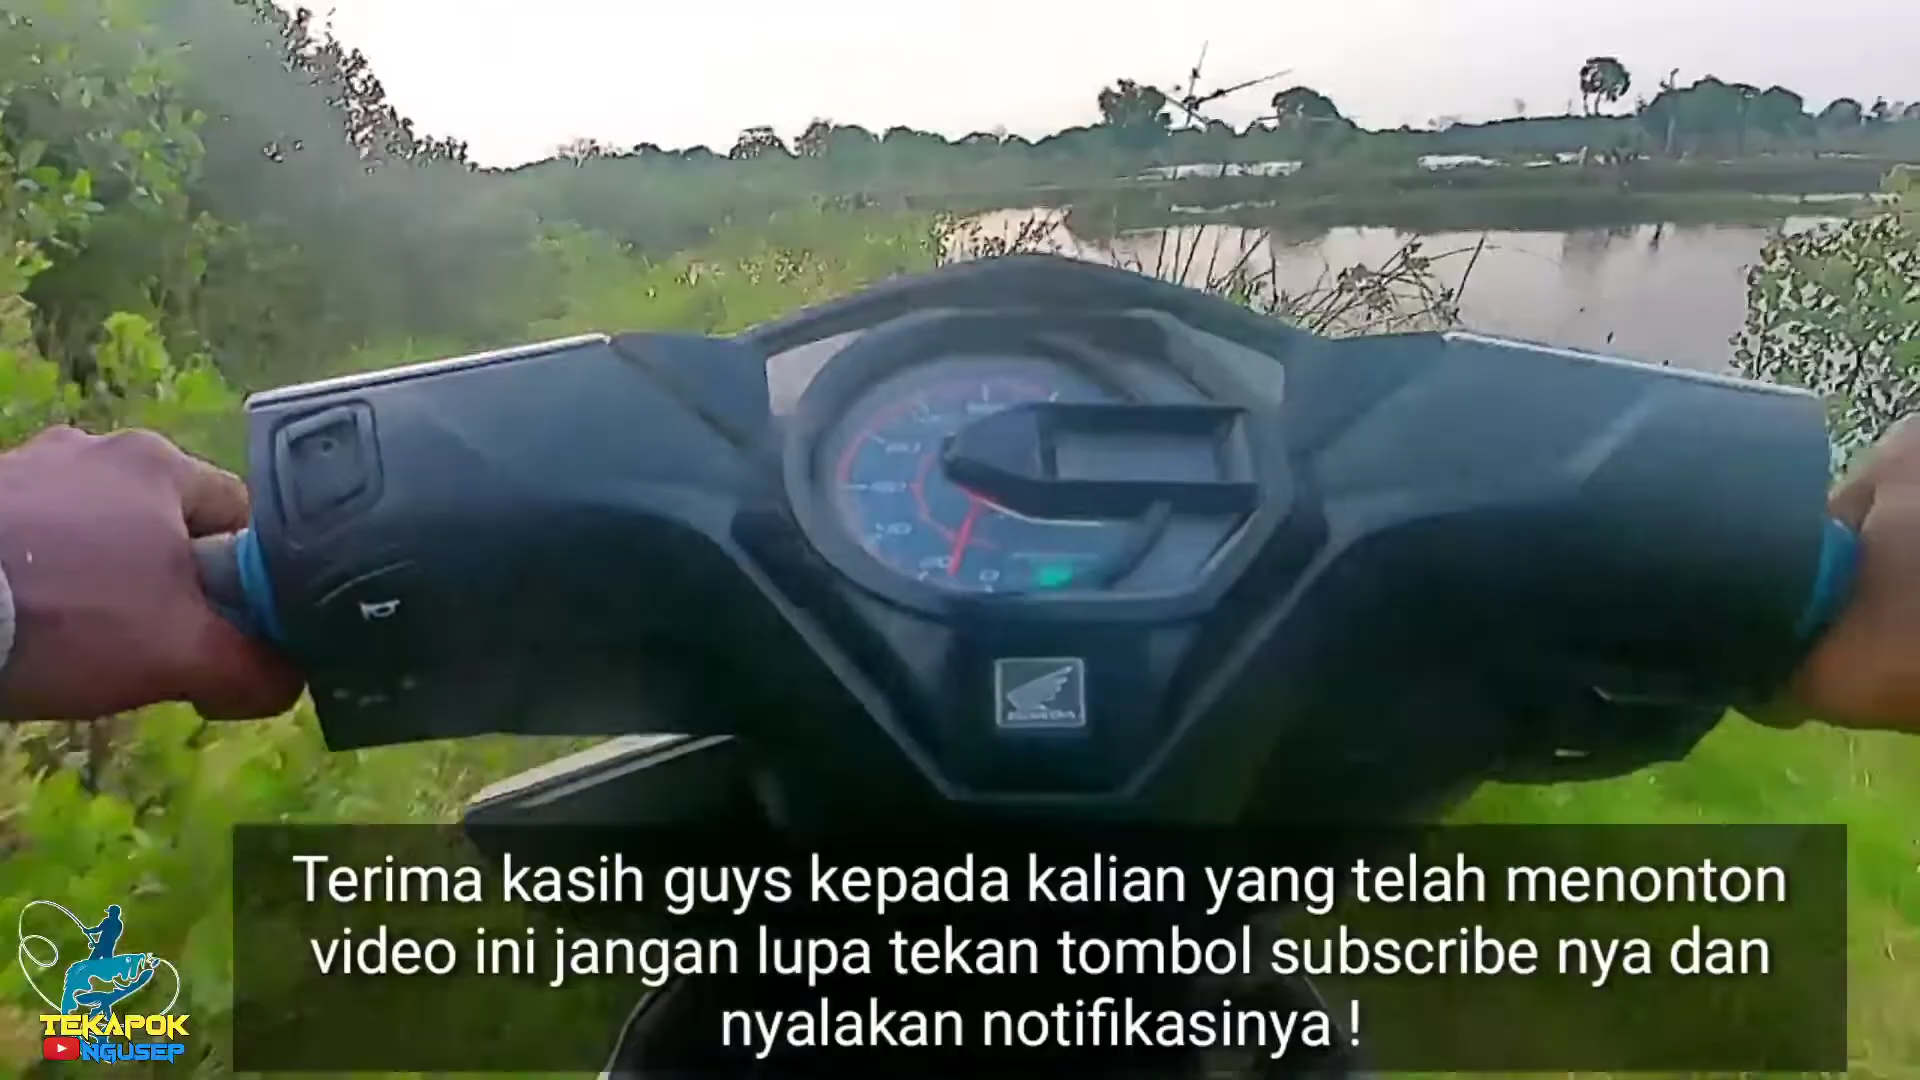 Terima kasih guys kepada kalian yang telah menonton
video ini jangan lupa tekan tombol subscribe nya dan
nyalakan notifikasinya !
TEKAPOK
NGUSEP
HONDA